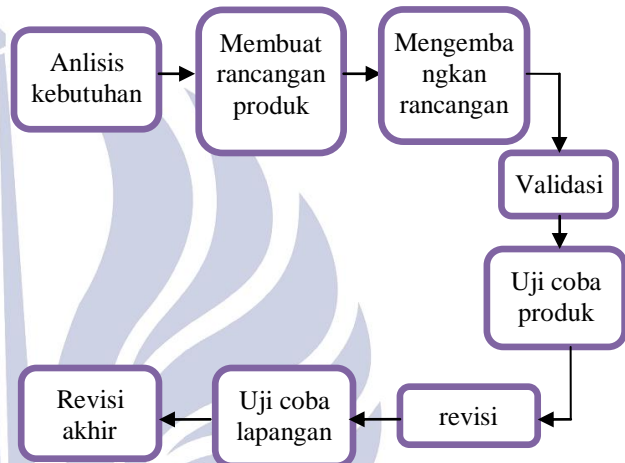 Anlisis
kebutuhan
Membuat
rancangan
produk
Mengemba
ngkan
rancangan
Validasi
Uji coba
produk
revisi
Uji coba
lapangan
Revisi
akhir